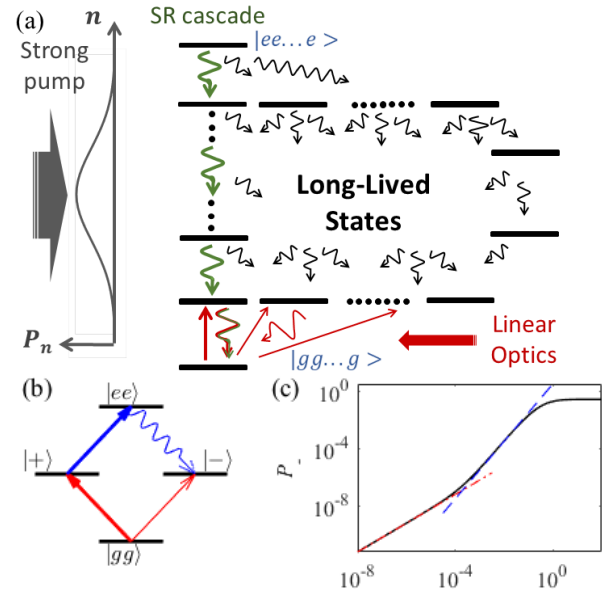 (a)
n
SR cascade
|ee...e >
Strong
pump
Long-Lived
States
P_n
|gg...g >
Linear
Optics
(b)
|ee⟩
|+⟩
|−⟩
|gg⟩
(c)
10^0
10^-4
10^-8
P_-
10^-8
10^-4
10^0